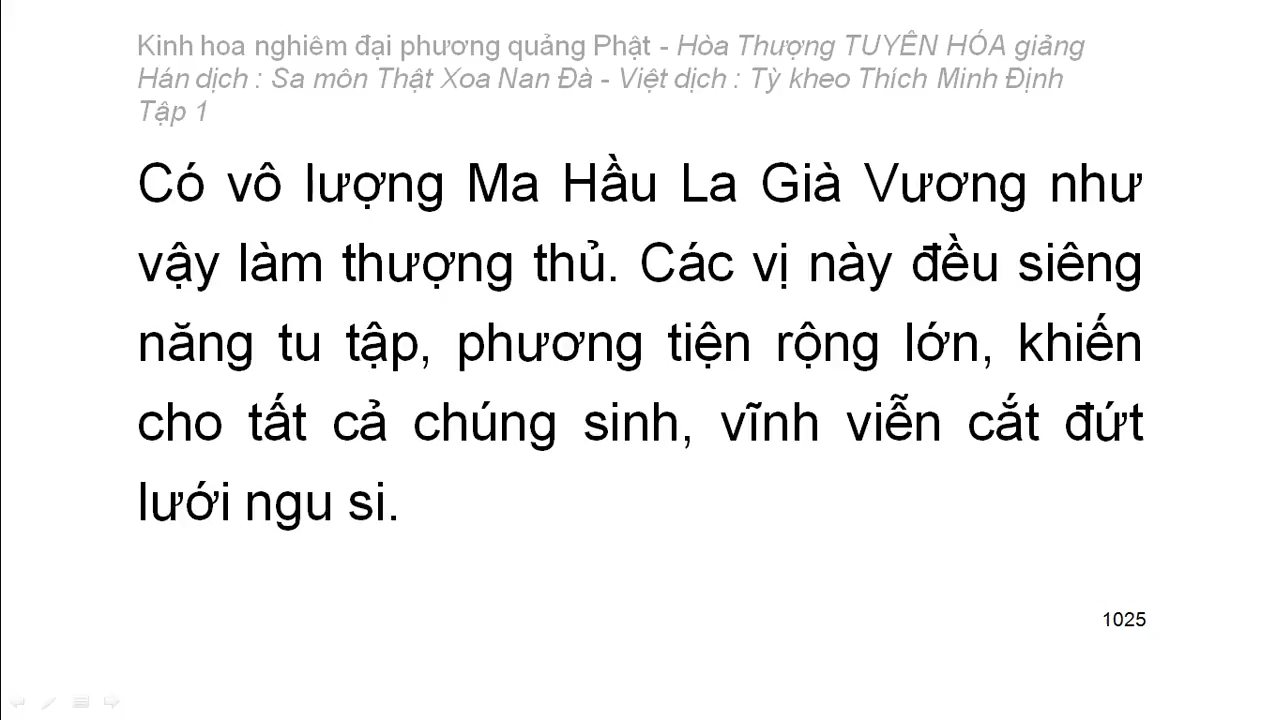 Kinh hoa nghiêm đại phương quảng Phật - Hòa Thượng TUYÊN HÓA giảng
Hán dịch : Sa môn Thật Xoa Nan Đà - Việt dịch : Tỳ kheo Thích Minh Định
Tập 1
Có vô lượng Ma Hầu La Già Vương như
vậy làm thượng thủ. Các vị này đều siêng
năng tu tập, phương tiện rộng lớn, khiến
cho tất cả chúng sinh, vĩnh viễn cắt đứt
lưới ngu si.
1025